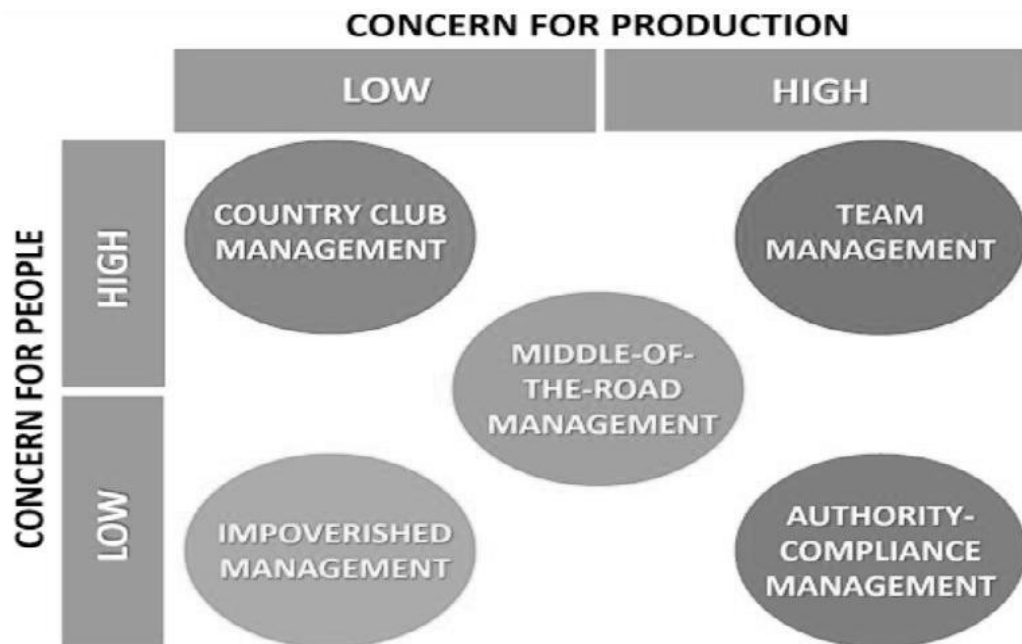 CONCERN FOR PRODUCTION
LOW
HIGH
CONCERN FOR PEOPLE
HIGH
LOW
COUNTRY CLUB
MANAGEMENT
TEAM
MANAGEMENT
MIDDLE-OF-
THE-ROAD
MANAGEMENT
IMPOVERISHED
MANAGEMENT
AUTHORITY-
COMPLIANCE
MANAGEMENT